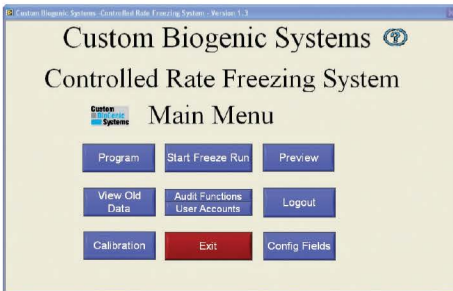 Custom Biogenic Systems -Controlled Rate Freezing System - Version 1.3
Custom Biogenic Systems ?
Controlled Rate Freezing System
Custom
BioGenic
Systems
Main Menu
Program
Start Freeze Run
Preview
View Old
Data
Audit Functions
User Accounts
Logout
Calibration
Exit
Config Fields